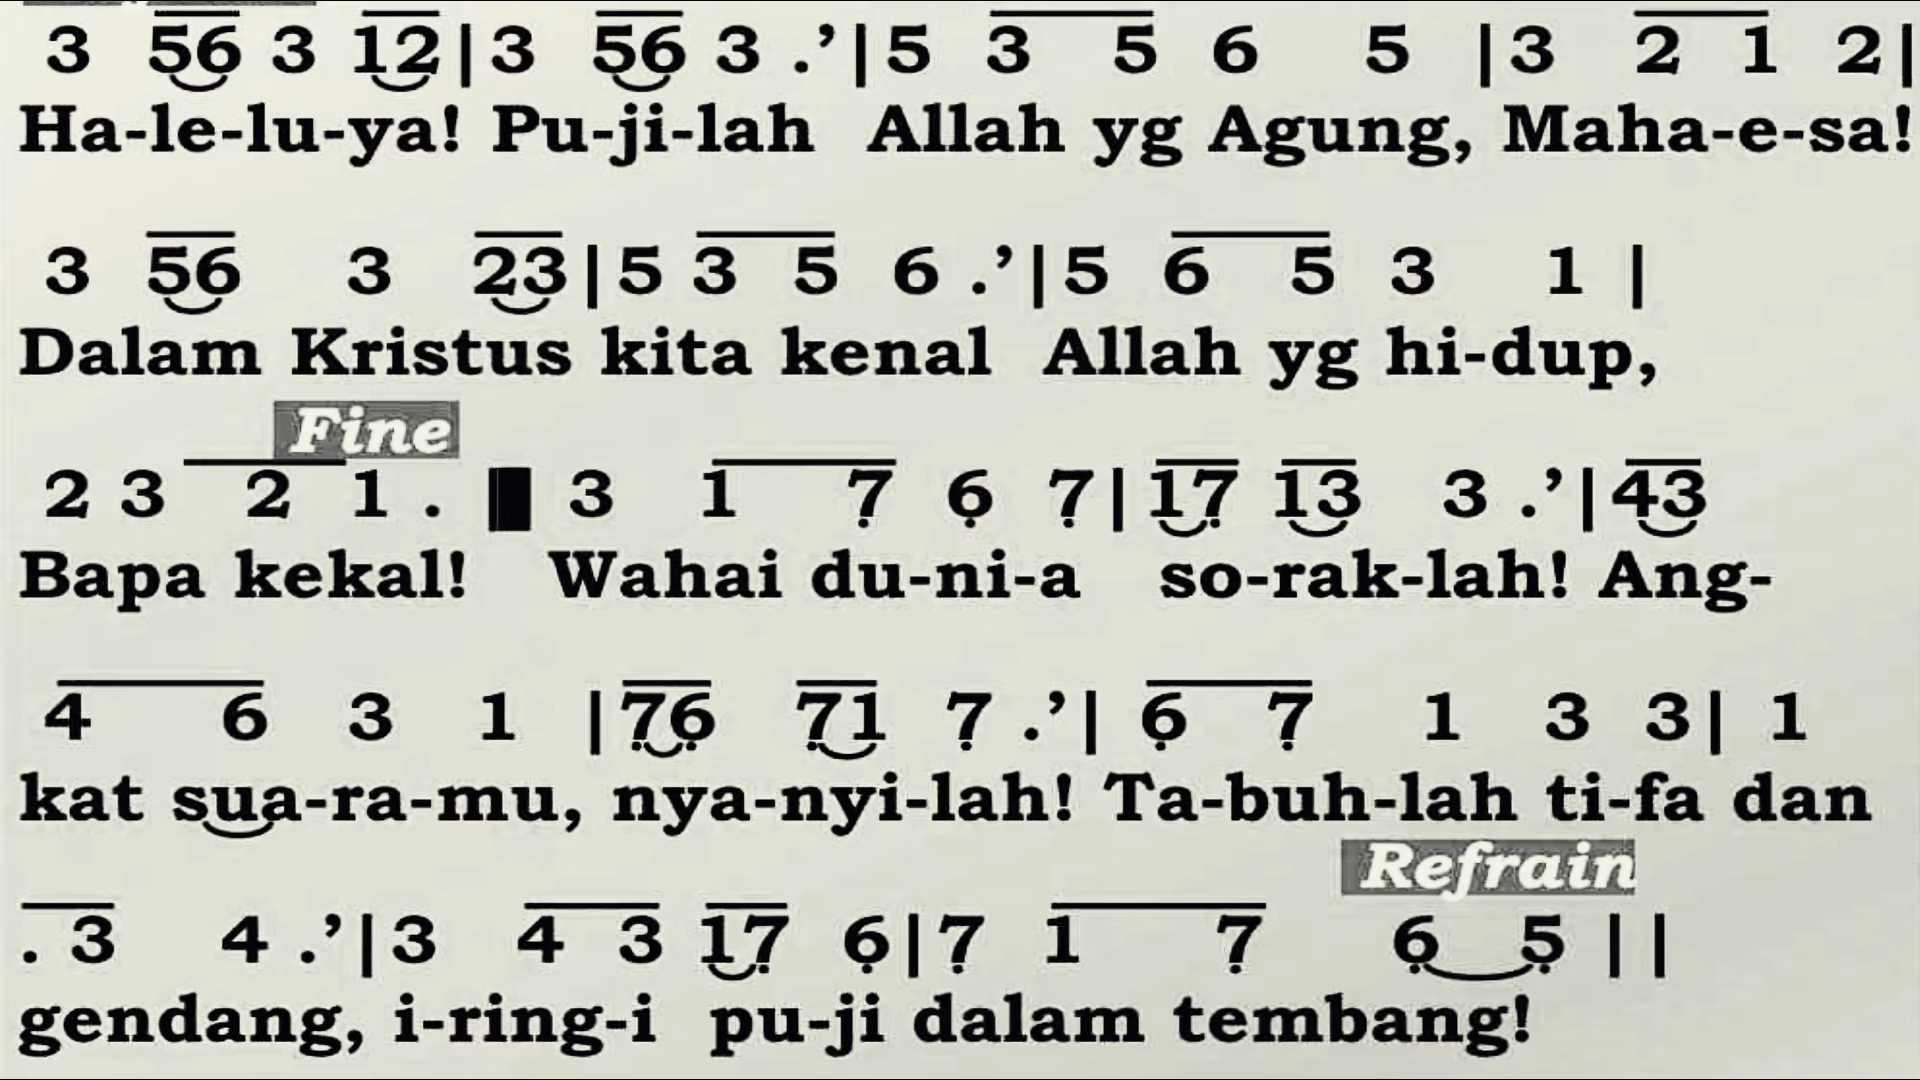 3 56 3 12 | 3 56 3 .’ | 5 3 5 6 5 | 3 2 1 2 |
Ha-le-lu-ya! Pu-ji-lah Allah yg Agung, Maha-e-sa!
3 56 3 23 | 5 3 5 6 .’ | 5 6 5 3 1 |
Dalam Kristus kita kenal Allah yg hi-dup,
Fine
2 3 2 1 . 3 1 7̣ 6̣ 7̣ | 17̣ 13 3 .’ | 43
Bapa kekal! Wahai du-ni-a so-rak-lah! Ang-
4 6 3 1 | 7̣6̣ 7̣1 7̣ .’ | 6̣ 7̣ 1 3 3 | 1
kat sua-ra-mu, nya-nyi-lah! Ta-buh-lah ti-fa dan
Refrain
. 3 4 .’ | 3 4 3 17̣ 6̣ | 7̣ 1 7̣ 6̣ 5̣ ||
gendang, i-ring-i pu-ji dalam tembang!